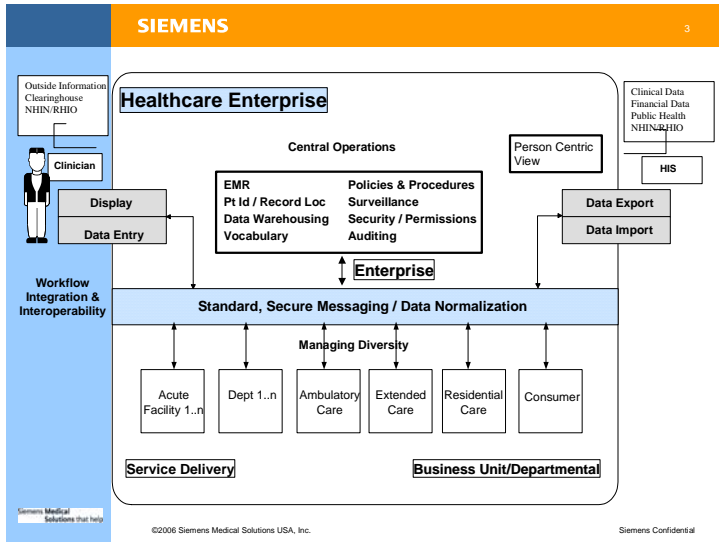 SIEMENS
3
Outside Information
Clearinghouse
NHIN/RHIO
Clinician
Healthcare Enterprise
Clinical Data
Financial Data
Public Health
NHIN/RHIO
HIS
Central Operations
Person Centric
View
EMR
Pt Id / Record Loc
Data Warehousing
Vocabulary
Policies & Procedures
Surveillance
Security / Permissions
Auditing
Display
Data Entry
Data Export
Data Import
Enterprise
Workflow
Integration &
Interoperability
Standard, Secure Messaging / Data Normalization
Managing Diversity
Acute
Facility 1..n
Dept 1..n
Ambulatory
Care
Extended
Care
Residential
Care
Consumer
Service Delivery
Business Unit/Departmental
Siemens Medical
Solutions that help
©2006 Siemens Medical Solutions USA, Inc.
Siemens Confidential